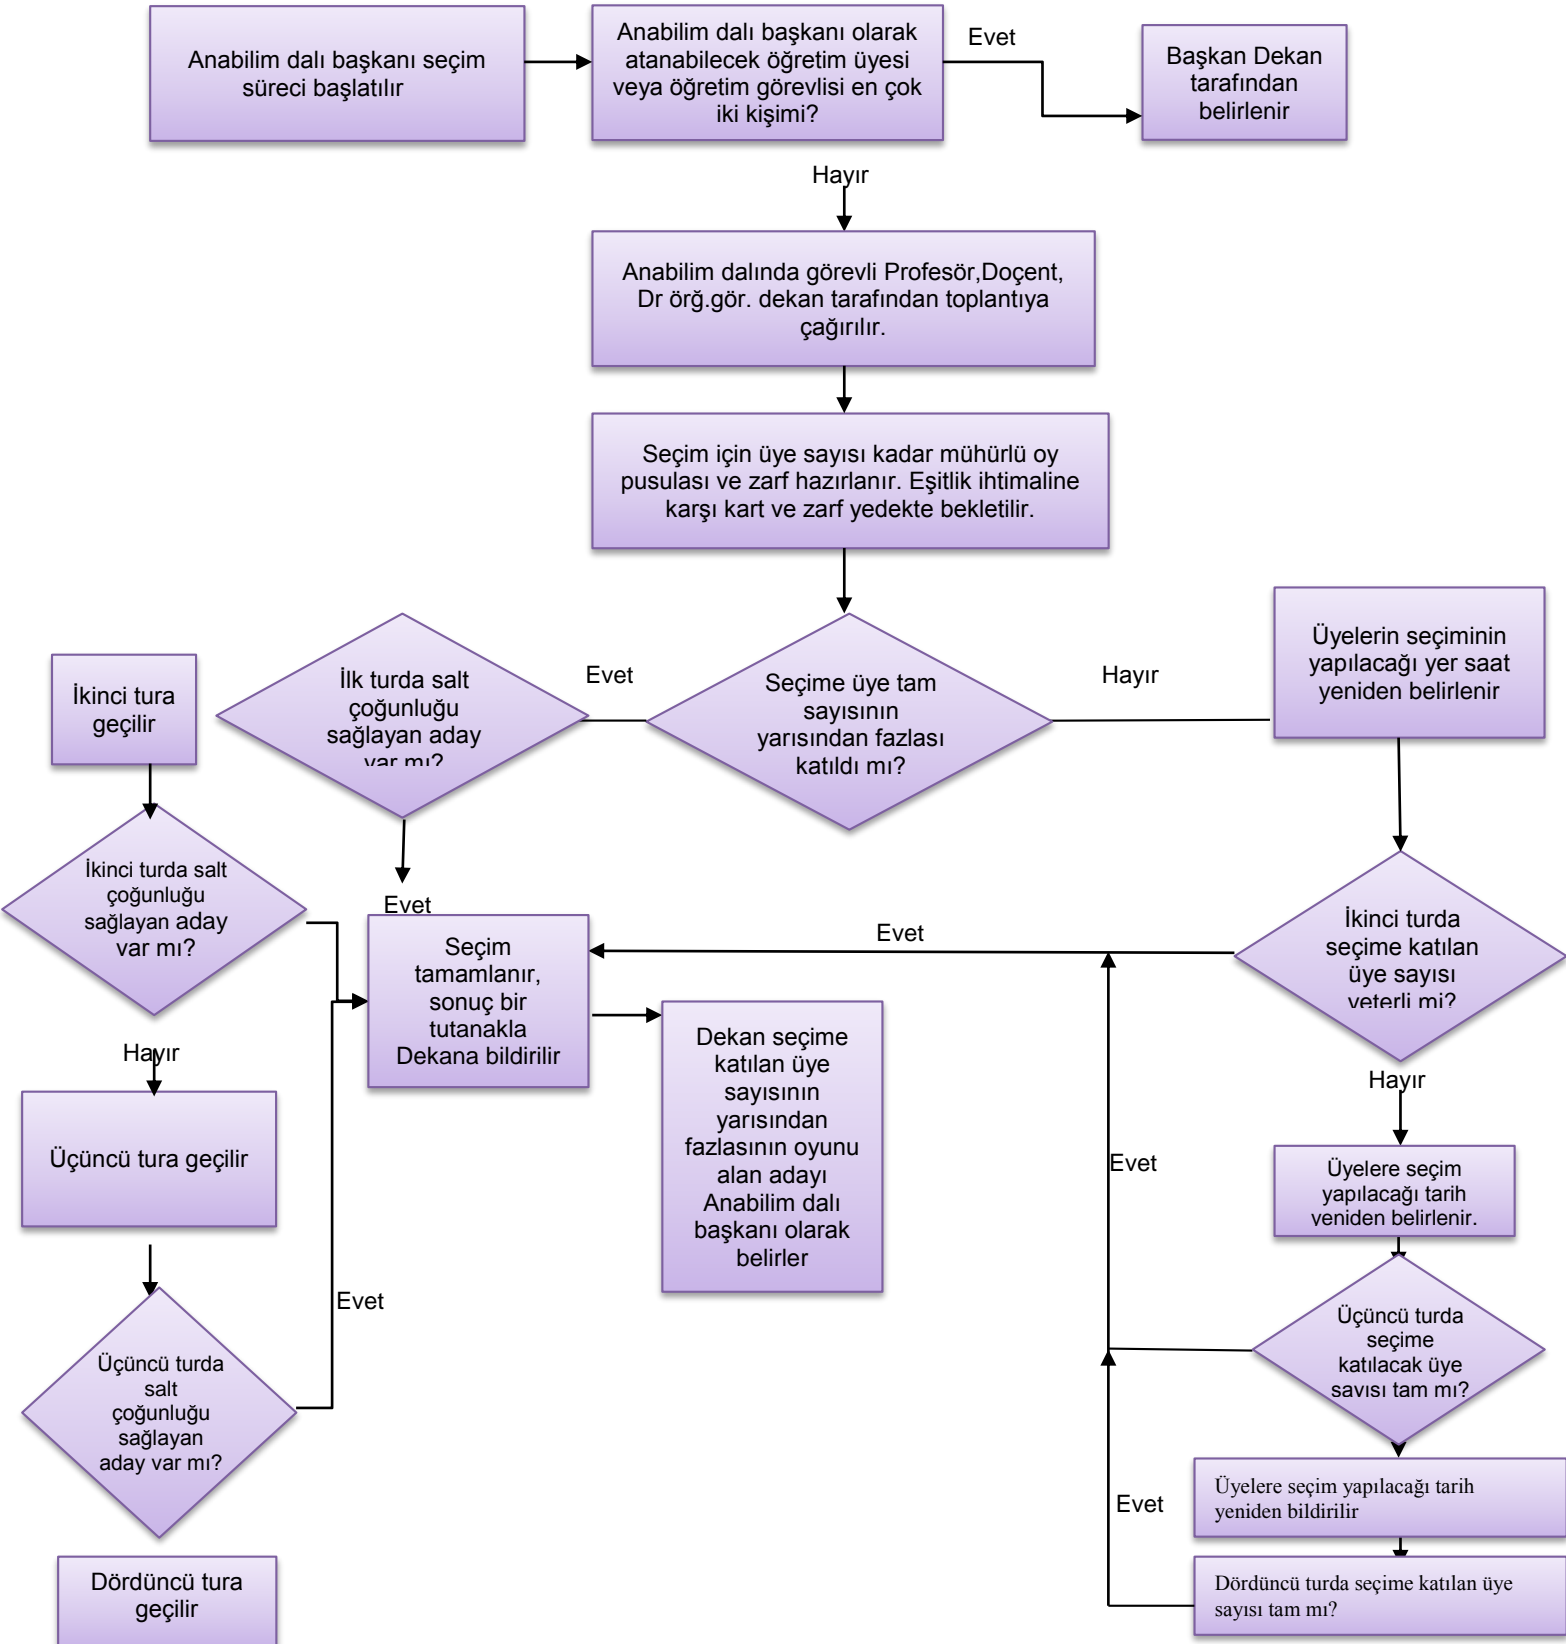 Anabilim dalı başkanı seçim
süreci başlatılır
Anabilim dalı başkanı olarak
atanabilecek öğretim üyesi
veya öğretim görevlisi en çok
iki kişimi?
Evet
Başkan Dekan
tarafından
belirlenir
Hayır
Anabilim dalında görevli Profesör,Doçent,
Dr örğ.gör. dekan tarafından toplantıya
çağırılır.
Seçim için üye sayısı kadar mühürlü oy
pusulası ve zarf hazırlanır. Eşitlik ihtimaline
karşı kart ve zarf yedekte bekletilir.
Seçime üye tam
sayısının
yarısından fazlası
katıldı mı?
Evet
Hayır
İlk turda salt
çoğunluğu
sağlayan aday
var mı?
Üyelerin seçiminin
yapılacağı yer saat
yeniden belirlenir
İkinci tura
geçilir
İkinci turda salt
çoğunluğu
sağlayan aday
var mı?
Evet
Seçim
tamamlanır,
sonuç bir
tutanakla
Dekana bildirilir
Evet
İkinci turda
seçime katılan
üye sayısı
yeterli mi?
Dekan seçime
katılan üye
sayısının
yarısından
fazlasının oyunu
alan adayı
Anabilim dalı
başkanı olarak
belirler
Hayır
Üçüncü tura geçilir
Hayır
Üyelere seçim
yapılacağı tarih
yeniden belirlenir.
Evet
Evet
Üçüncü turda
salt
çoğunluğu
sağlayan
aday var mı?
Üçüncü turda
seçime
katılacak üye
sayısı tam mı?
Üyelere seçim yapılacağı tarih
yeniden bildirilir
Evet
Dördüncü turda seçime katılan üye
sayısı tam mı?
Dördüncü tura
geçilir